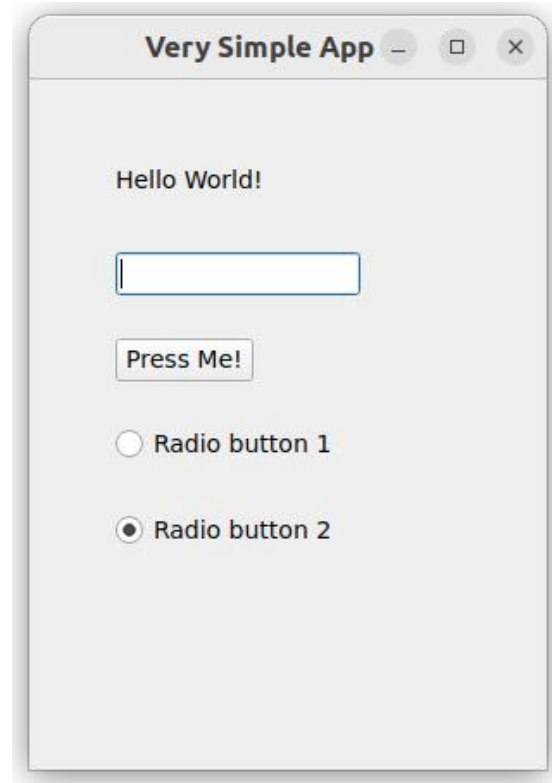 Very Simple App
Hello World!
Press Me!
Radio button 1
Radio button 2